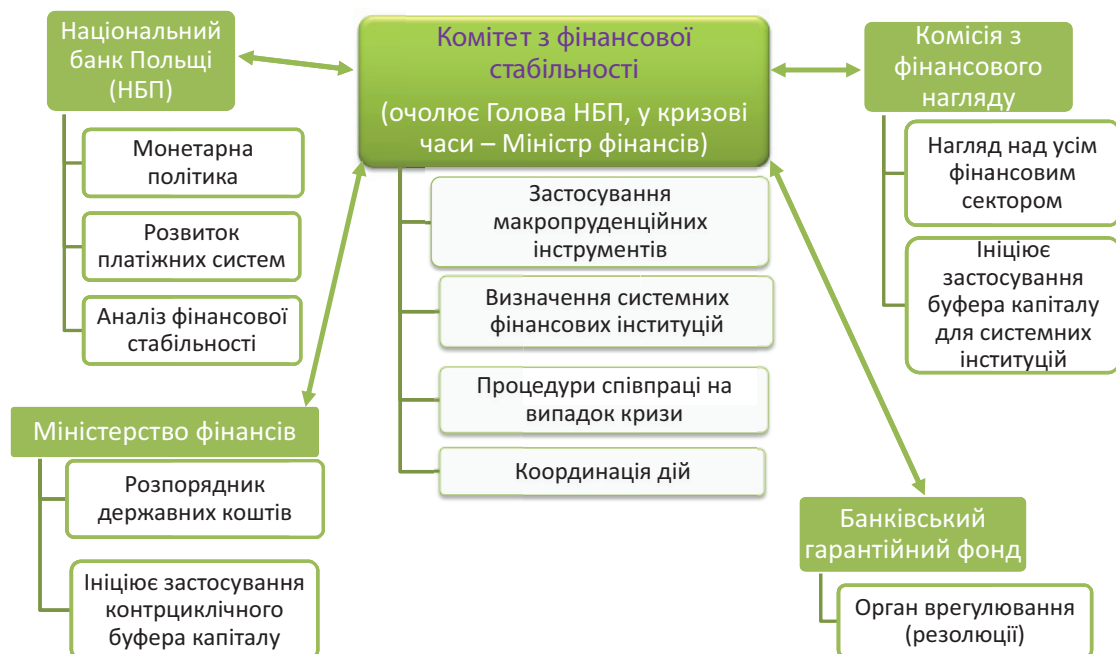 Національний
банк Польщі
(НБП)
Монетарна
політика
Розвиток
платіжних систем
Аналіз фінансової
стабільності
Комітет з фінансової
стабільності
(очолює Голова НБП, у кризові
часи – Міністр фінансів)
Застосування
макропруденційних
інструментів
Визначення системних
фінансових інституцій
Процедури співпраці на
випадок кризи
Координація дій
Комісія з
фінансового
нагляду
Нагляд над усім
фінансовим
сектором
Ініціює
застосування
буфера капіталу
для системних
інституцій
Міністерство фінансів
Розпорядник
державних коштів
Ініціює застосування
контрциклічного
буфера капіталу
Банківський
гарантійний фонд
Орган врегулювання
(резолюції)